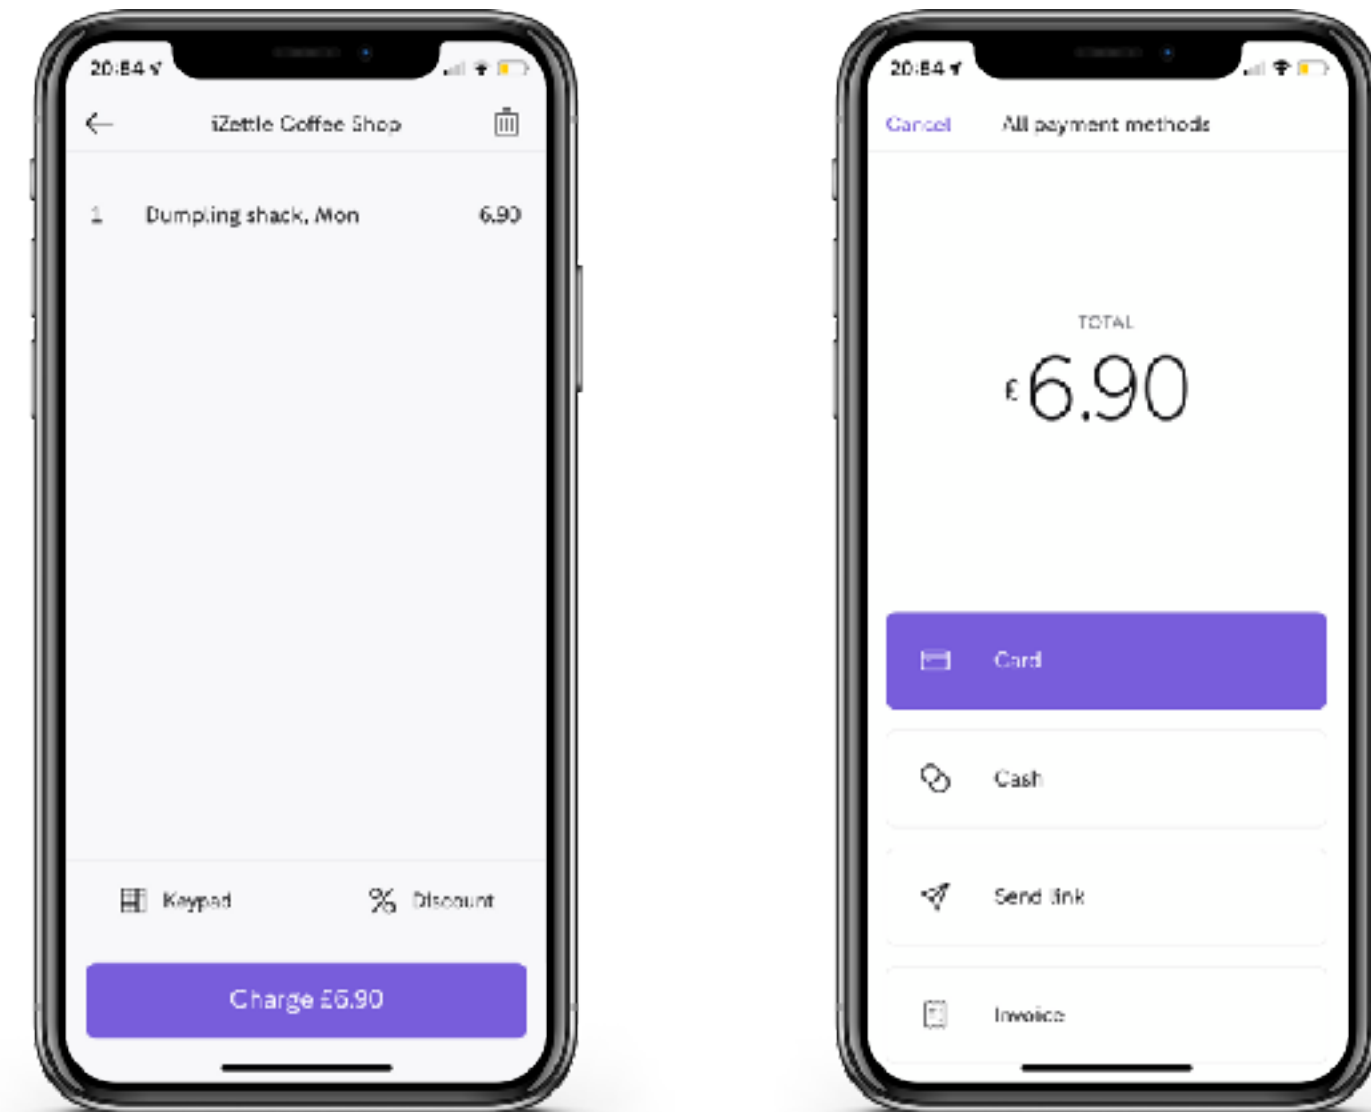 20:54
iZettle Coffee Shop
1 Dumpling shack, Mon 6.90
Keypad
% Discount
Charge £6.90
20:54
Cancel
All payment methods
TOTAL
£6.90
Card
Cash
Send link
Invoice